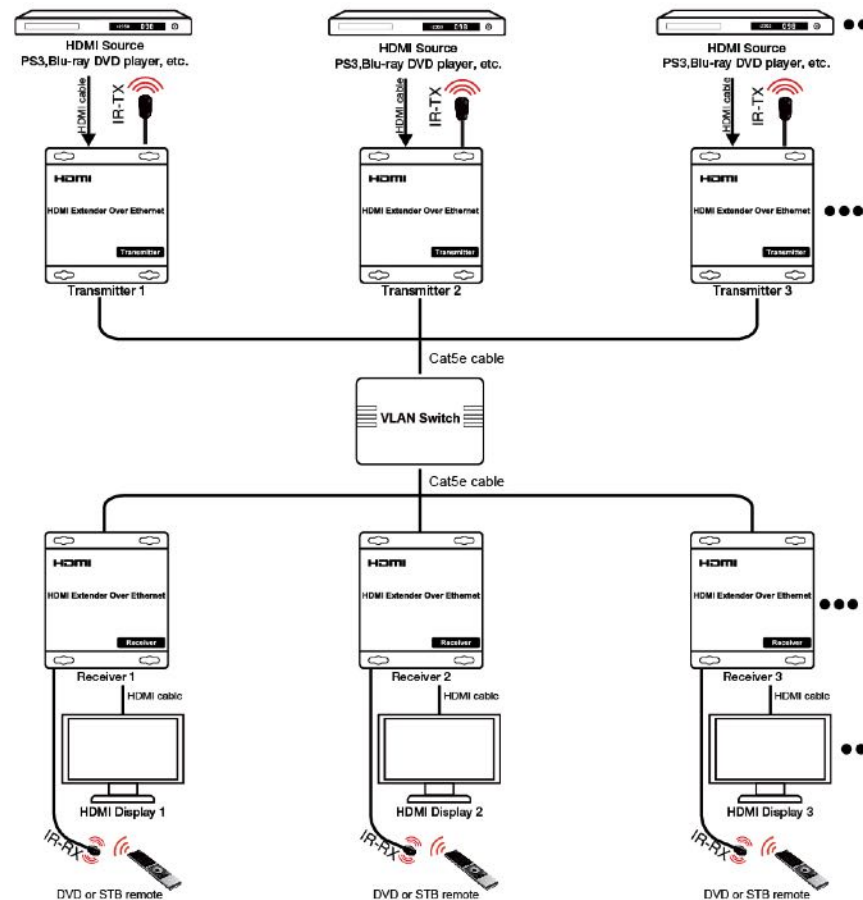 HDMI Source
PS3,Blu-ray DVD player, etc.
HDMI Source
PS3,Blu-ray DVD player, etc.
HDMI Source
PS3,Blu-ray DVD player, etc.
HDMI cable
IR-TX
HDMI cable
IR-TX
HDMI cable
IR-TX
HDMI
HDMI Extender Over Ethernet
Transmitter
Transmitter 1
HDMI
HDMI Extender Over Ethernet
Transmitter
Transmitter 2
HDMI
HDMI Extender Over Ethernet
Transmitter
Transmitter 3
Cat5e cable
VLAN Switch
Cat5e cable
HDMI
HDMI Extender Over Ethernet
Receiver
Receiver 1
HDMI
HDMI Extender Over Ethernet
Receiver
Receiver 2
HDMI
HDMI Extender Over Ethernet
Receiver
Receiver 3
HDMI cable
HDMI cable
HDMI cable
HDMI Display 1
HDMI Display 2
HDMI Display 3
IR-RX
IR-RX
IR-RX
DVD or STB remote
DVD or STB remote
DVD or STB remote